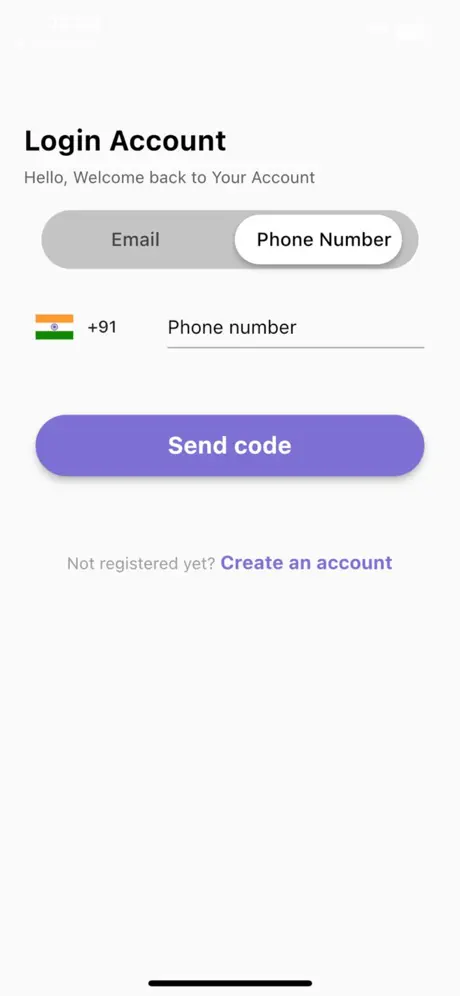 Login Account
Hello, Welcome back to Your Account
Email Phone Number
+91 Phone number
Send code
Not registered yet? Create an account